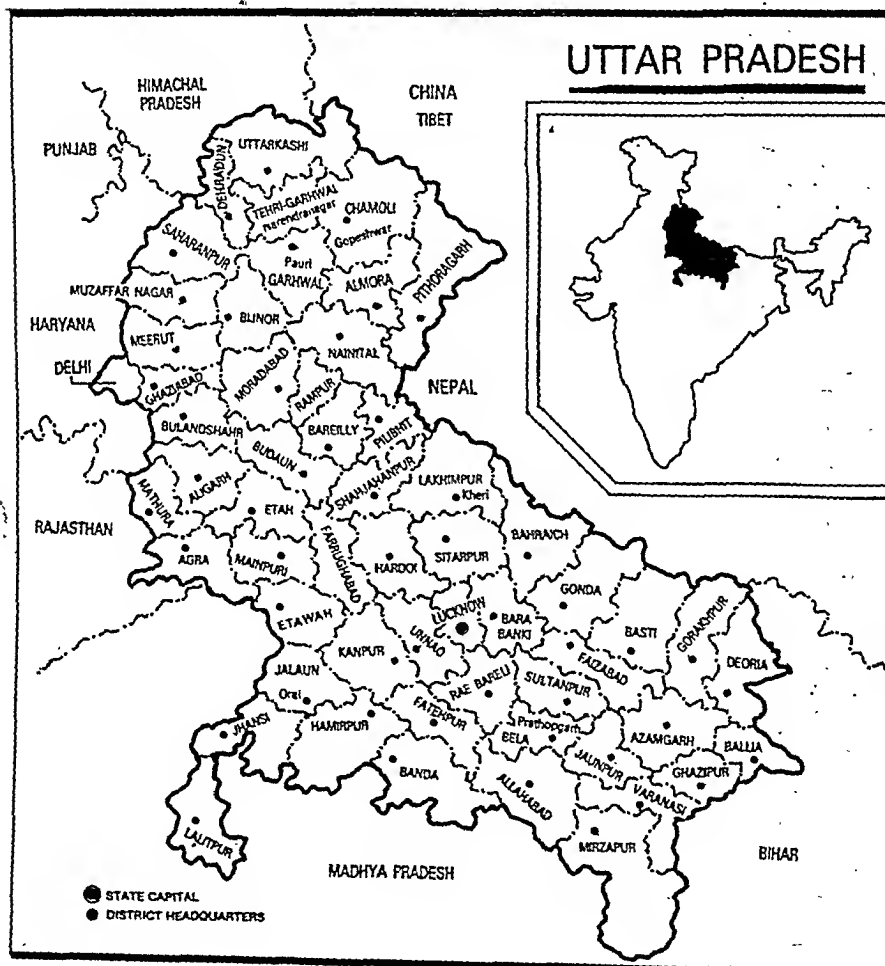 UTTAR PRADESH
HIMACHAL
PRADESH
CHINA
TIBET
PUNJAB
UTTARKASHI
DEHRADUN
TEHRI-GARHWAL
Narendranagar
CHAMOLI
Gopeshwar
SAHARANPUR
Pauri
GARHWAL
ALMORA
PITHORAGARH
MUZAFFAR NAGAR
HARYANA
BIJNOR
MEERUT
NAINITAL
DELHI
GHAZIABAD
MORADABAD
RAMPUR
NEPAL
BULANDSHAHR
BUDAUN
BAREILLY
PILIBHIT
SHAHJAHANPUR
LAKHIMPUR
Kheri
MATHURA
ALIGARH
ETAH
RAJASTHAN
FARRUGHABAD
AGRA
MAINPURI
HARDOI
SITARPUR
BAHRAICH
GONDA
ETAWAH
LUCKNOW
BARA
BANKI
BASTI
GORAKHPUR
UNNAO
KANPUR
FAIZABAD
DEORIA
JALAUN
Orai
RAE BARELI
SULTANPUR
JHANSI
HAMIRPUR
FATEHPUR
Prathopgarh
BELA
AZAMGARH
BALLIA
JAUNPUR
GHAZIPUR
BANDA
ALLAHABAD
VARANASI
MIRZAPUR
LALITPUR
BIHAR
MADHYA PRADESH
STATE CAPITAL
DISTRICT HEADQUARTERS